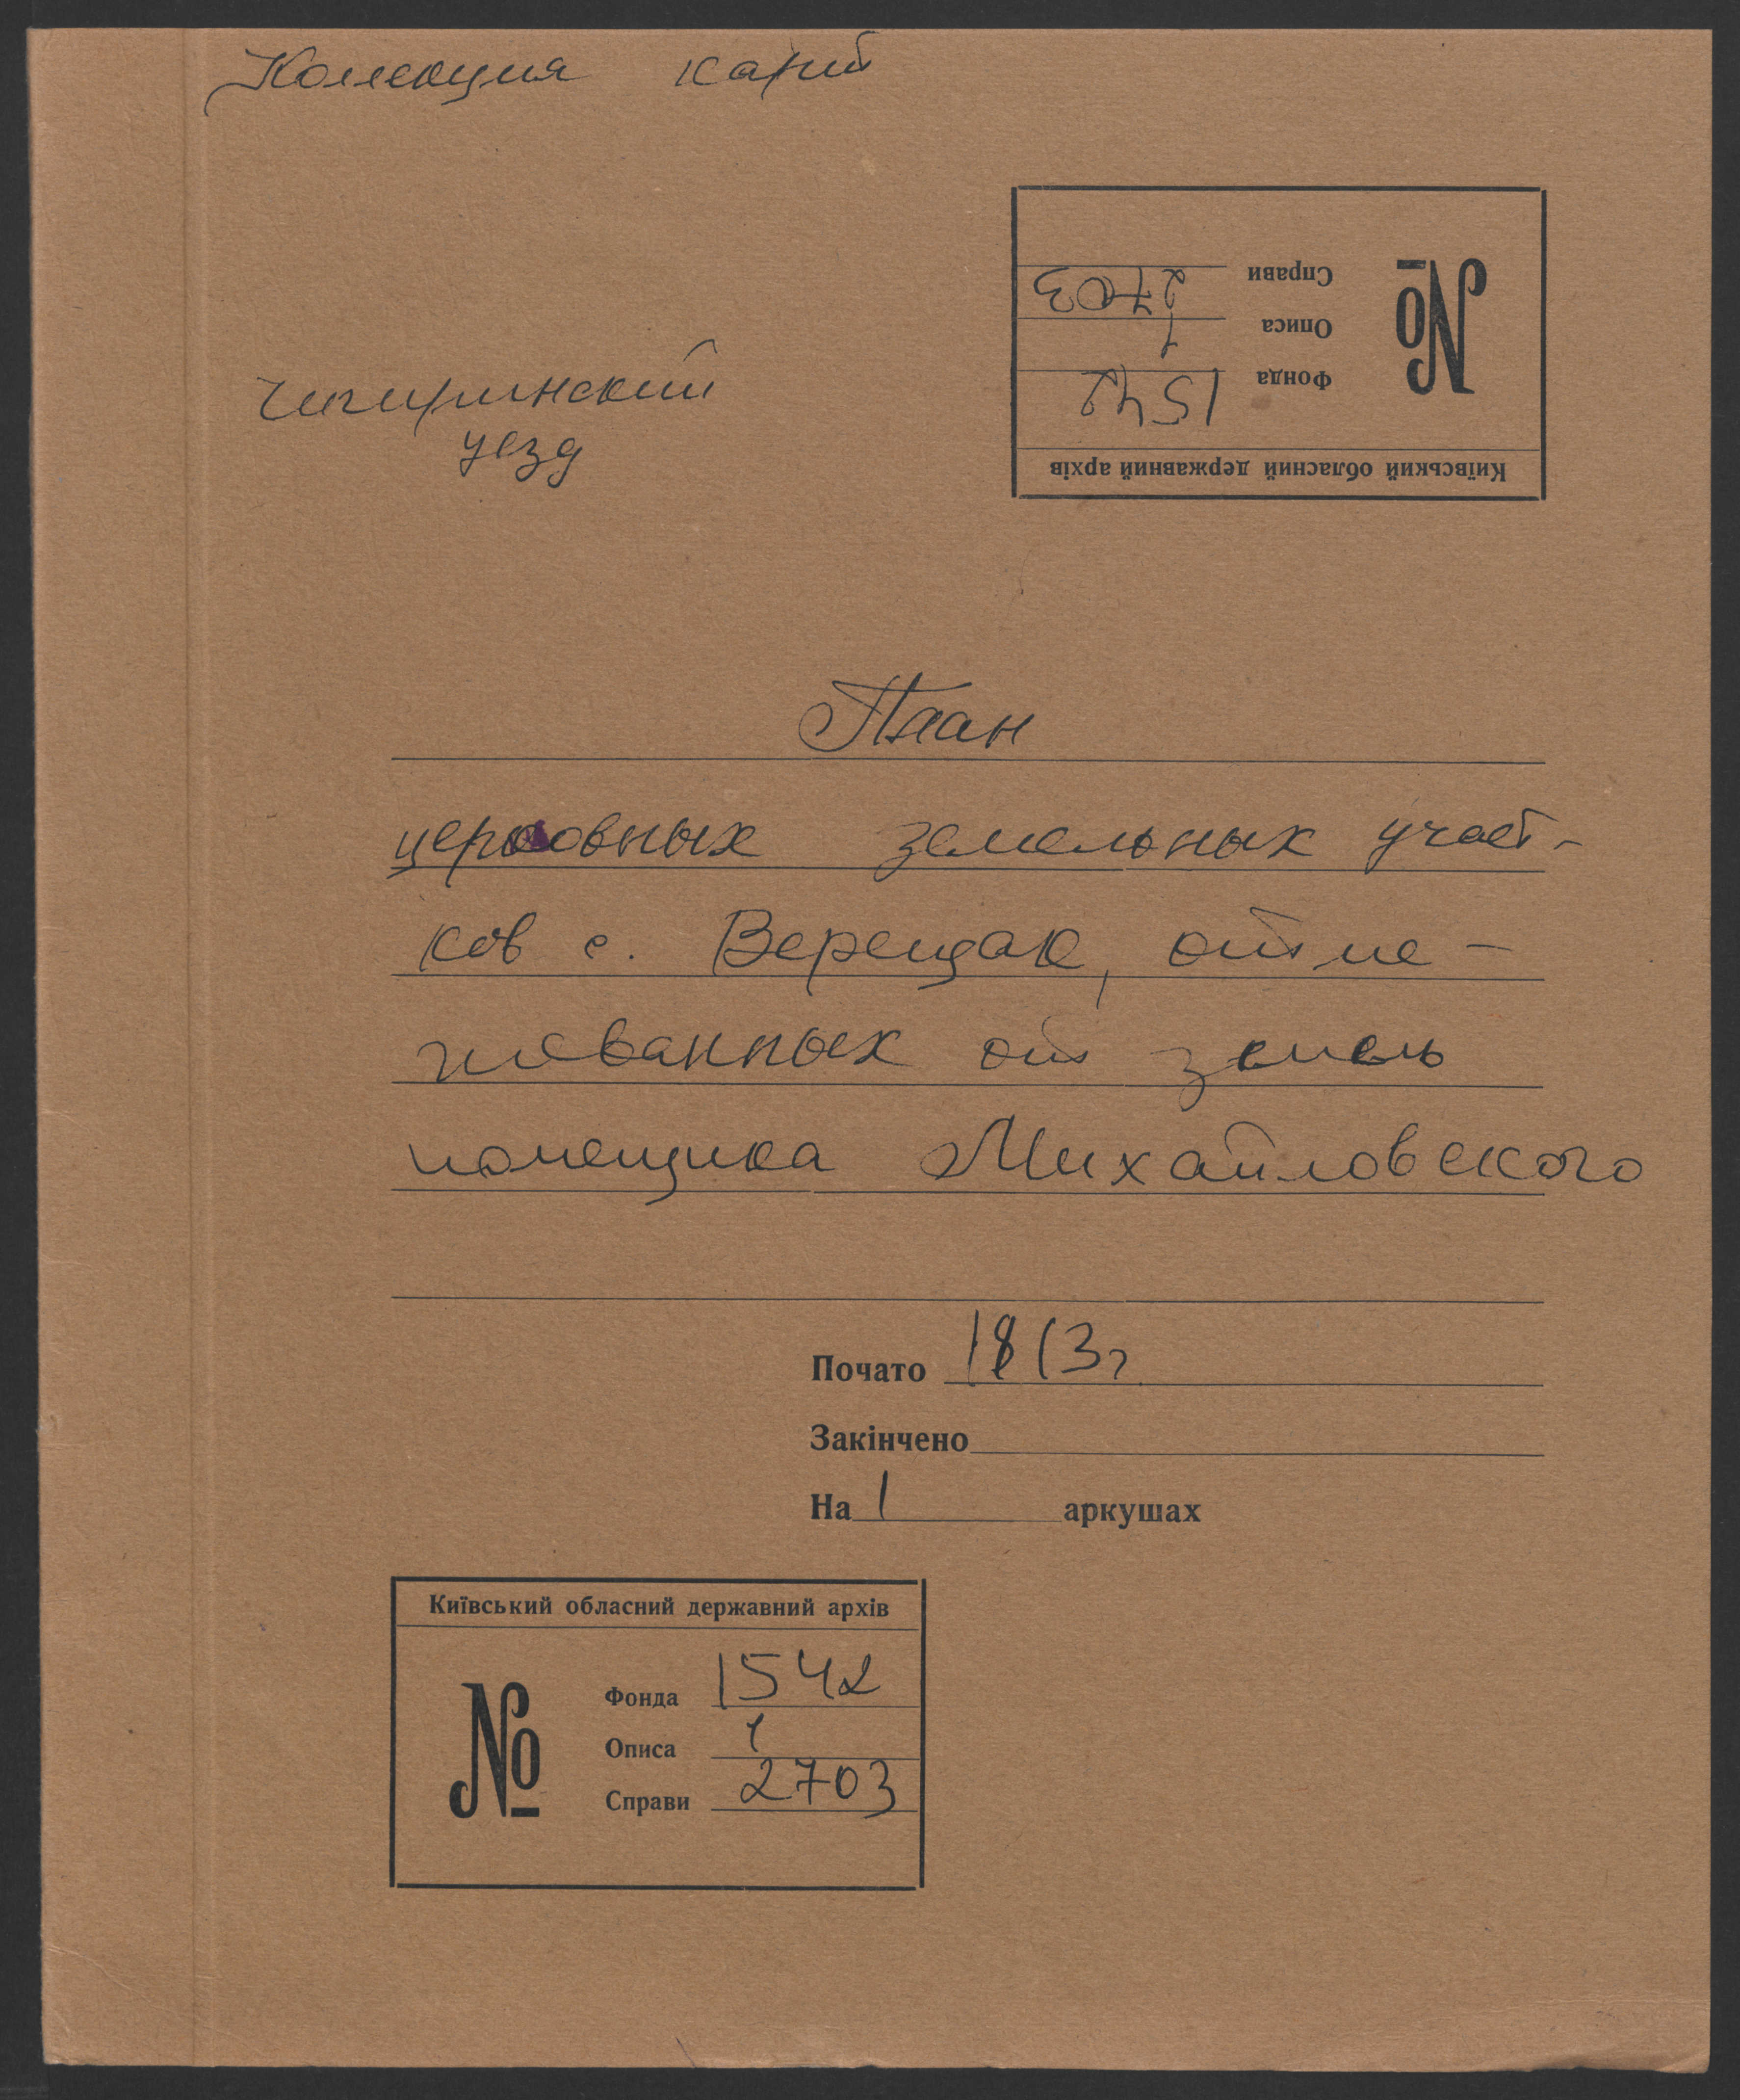 Коллекция карт
Київський обласний державний архів
№
Фонда 1542
Описа 1
Справи 2703
Чигиринский
уезд
План
церковных земельных участ-
ков с. Верещак, отме-
жеванных от земель
помещика Михайловского
Почато 1813г
Закінчено
На 1 аркушах
Київський обласний державний архів
№
Фонда 1542
Описа 1
Справи 2703